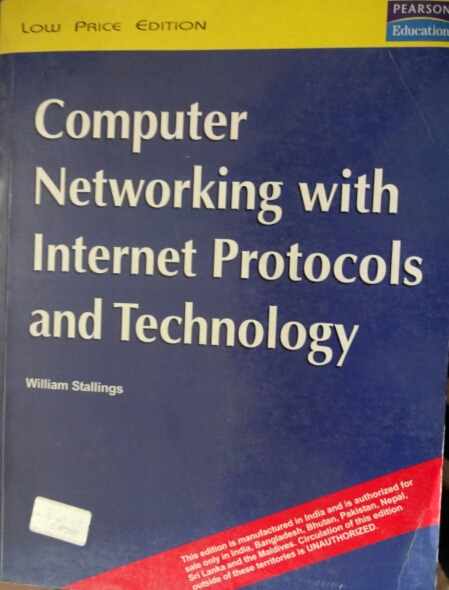 Low Price Edition
PEARSON
Education
Computer
Networking with
Internet Protocols
and Technology
William Stallings
This edition is manufactured in India and is authorized for
sale only in India, Bangladesh, Bhutan, Pakistan, Nepal,
Sri Lanka and the Maldives. Circulation of this edition
outside of these territories is UNAUTHORIZED.